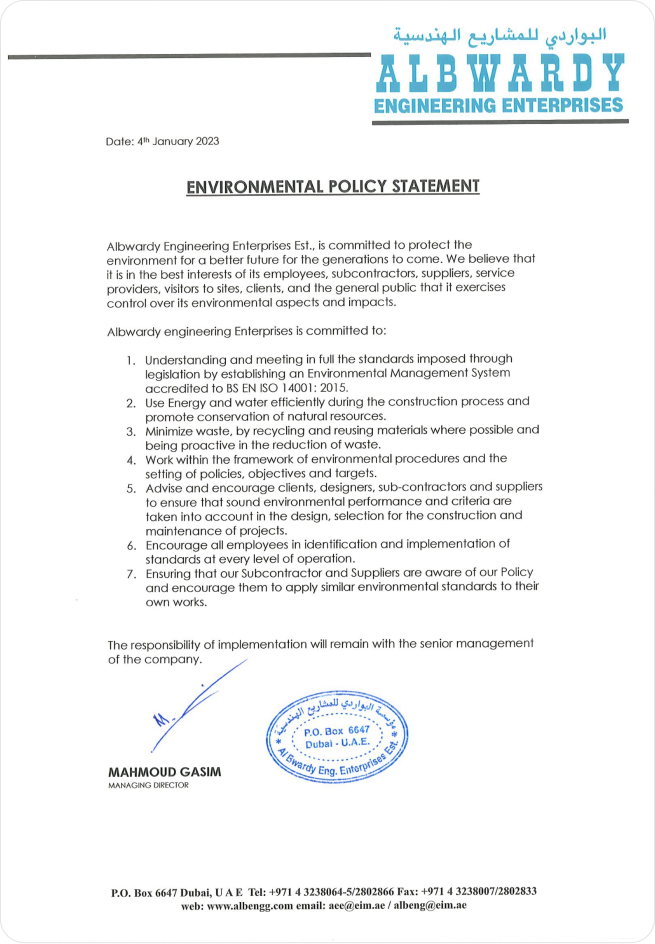 البواردي للمشاريع الهندسية
ALBWARDY
ENGINEERING ENTERPRISES
Date: 4th January 2023
ENVIRONMENTAL POLICY STATEMENT
Albwardy Engineering Enterprises Est., is committed to protect the
environment for a better future for the generations to come. We believe that
it is in the best interests of its employees, subcontractors, suppliers, service
providers, visitors to sites, clients, and the general public that it exercises
control over its environmental aspects and impacts.
Albwardy engineering Enterprises is committed to:
1. Understanding and meeting in full the standards imposed through
legislation by establishing an Environmental Management System
accredited to BS EN ISO 14001: 2015.
2. Use Energy and water efficiently during the construction process and
promote conservation of natural resources.
3. Minimize waste, by recycling and reusing materials where possible and
being proactive in the reduction of waste.
4. Work within the framework of environmental procedures and the
setting of policies, objectives and targets.
5. Advise and encourage clients, designers, sub-contractors and suppliers
to ensure that sound environmental performance and criteria are
taken into account in the design, selection for the construction and
maintenance of projects.
6. Encourage all employees in identification and implementation of
standards at every level of operation.
7. Ensuring that our Subcontractor and Suppliers are aware of our Policy
and encourage them to apply similar environmental standards to their
own works.
The responsibility of implementation will remain with the senior management
of the company.
مؤسسة البواردي للمشاريع الهندسية
P.O. Box 6647
Dubai - U.A.E.
Al Bwardy Eng. Enterprises Est.
MAHMOUD GASIM
MANAGING DIRECTOR
P.O. Box 6647 Dubai, U A E Tel: +971 4 3238064-5/2802866 Fax: +971 4 3238007/2802833
web: www.albengg.com email: aee@eim.ae / albeng@eim.ae